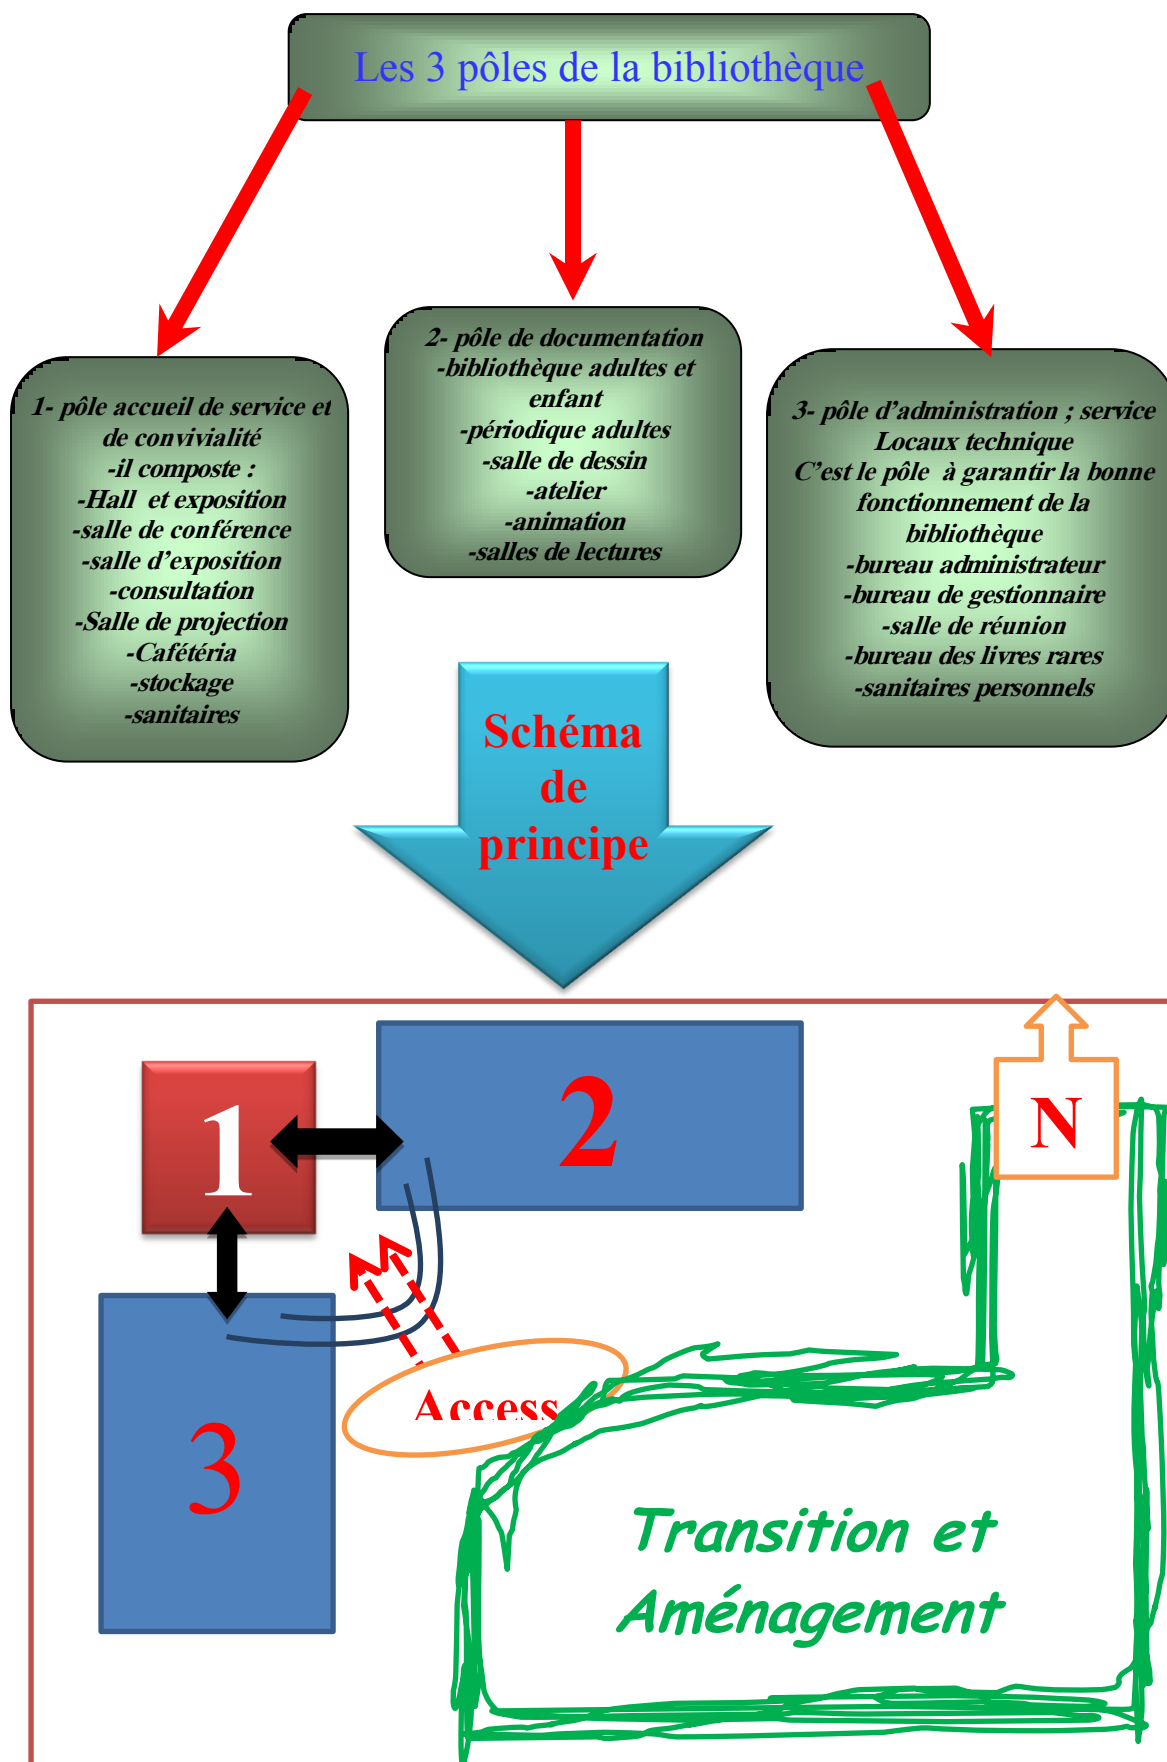 Les 3 pôles de la bibliothèque
1- pôle accueil de service et
de convivialité
-il composte :
-Hall et exposition
-salle de conférence
-salle d’exposition
-consultation
-Salle de projection
-Cafétéria
-stockage
-sanitaires
2- pôle de documentation
-bibliothèque adultes et
enfant
-périodique adultes
-salle de dessin
-atelier
-animation
-salles de lectures
3- pôle d’administration ; service
Locaux technique
C’est le pôle à garantir la bonne
fonctionnement de la
bibliothèque
-bureau administrateur
-bureau de gestionnaire
-salle de réunion
-bureau des livres rares
-sanitaires personnels
Schéma
de
principe
1
2
N
3
Access
Transition et
Aménagement